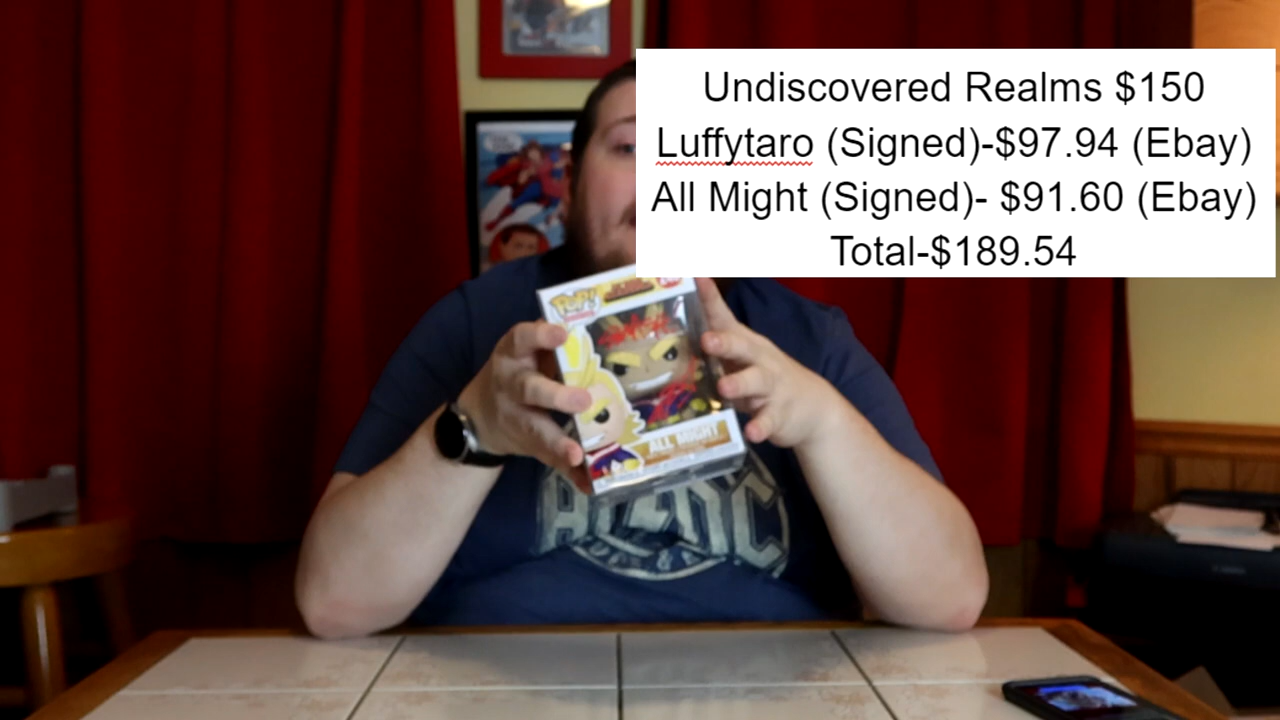 Undiscovered Realms $150
Luffytaro (Signed)-$97.94 (Ebay)
All Might (Signed)- $91.60 (Ebay)
Total-$189.54
POP!
ALL MIGHT